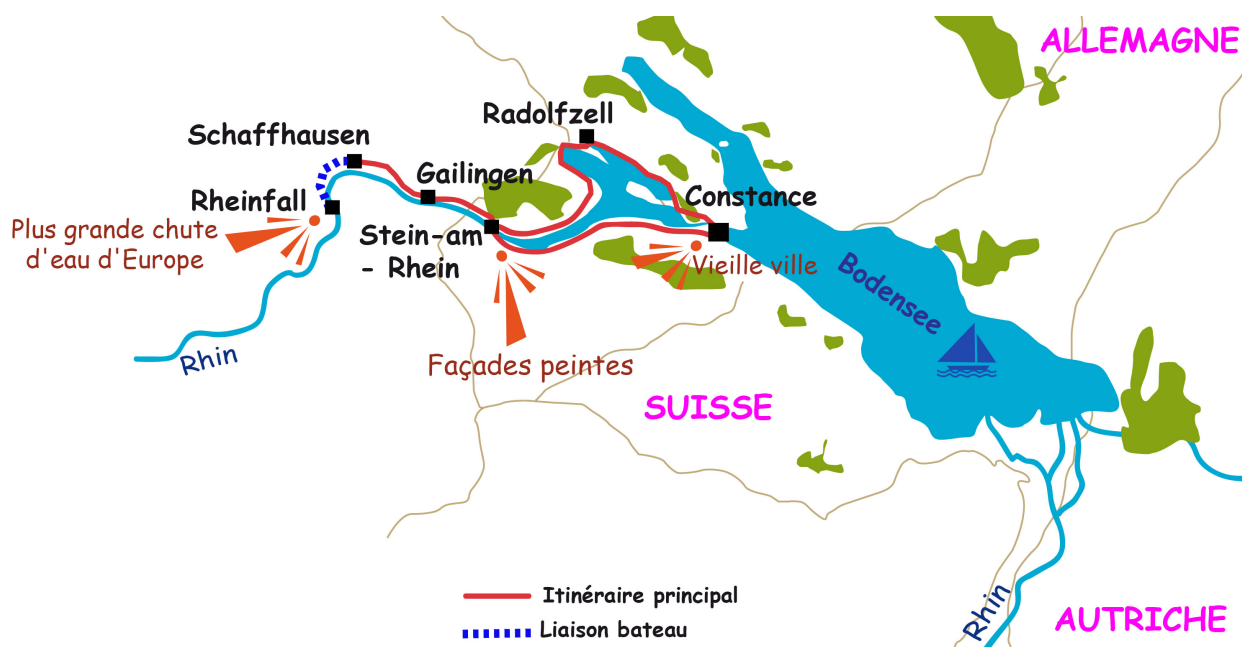 ALLEMAGNE
Radolfzell
Schaffhausen
Gailingen
Rheinfall
Constance
Plus grande chute
d'eau d'Europe
Stein-am
- Rhein
Vieille ville
Bodensee
Rhin
Façades peintes
SUISSE
Itinéraire principal
Liaison bateau
Rhin
AUTRICHE